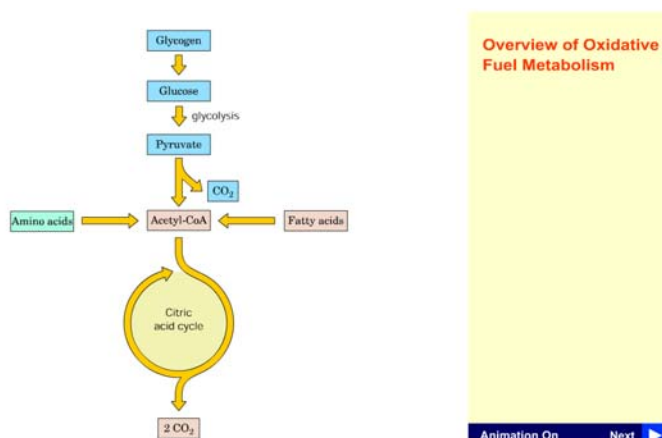 Glycogen
Glucose
glycolysis
Pyruvate
CO₂
Amino acids
Acetyl-CoA
Fatty acids
Citric
acid cycle
2 CO₂
Overview of Oxidative
Fuel Metabolism
Animation On
Next